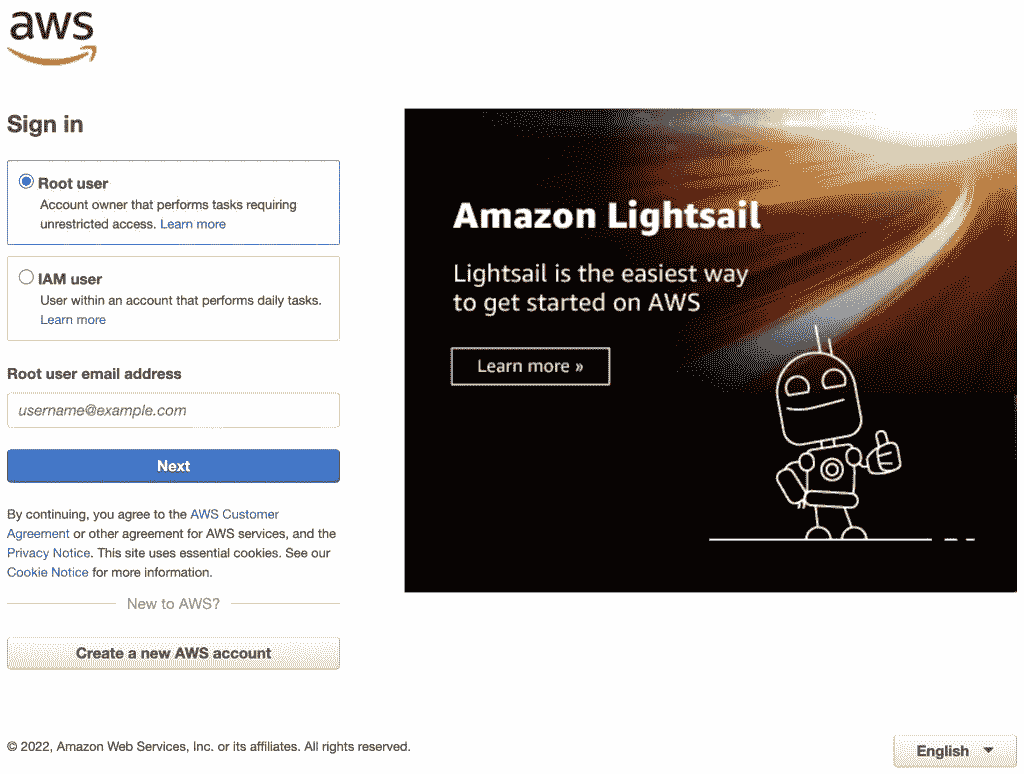 aws
Sign in
Root user
Account owner that performs tasks requiring
unrestricted access. Learn more
IAM user
User within an account that performs daily tasks.
Learn more
Root user email address
username@example.com
Next
By continuing, you agree to the AWS Customer
Agreement or other agreement for AWS services, and the
Privacy Notice. This site uses essential cookies. See our
Cookie Notice for more information.
New to AWS?
Create a new AWS account
Amazon Lightsail
Lightsail is the easiest way
to get started on AWS
Learn more »
© 2022, Amazon Web Services, Inc. or its affiliates. All rights reserved.
English